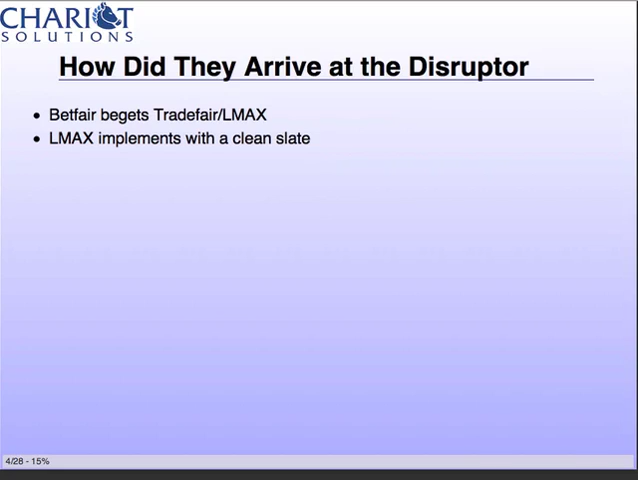 CHARIOT
SOLUTIONS
How Did They Arrive at the Disruptor
• Betfair begets Tradefair/LMAX
• LMAX implements with a clean slate
4/28 - 15%